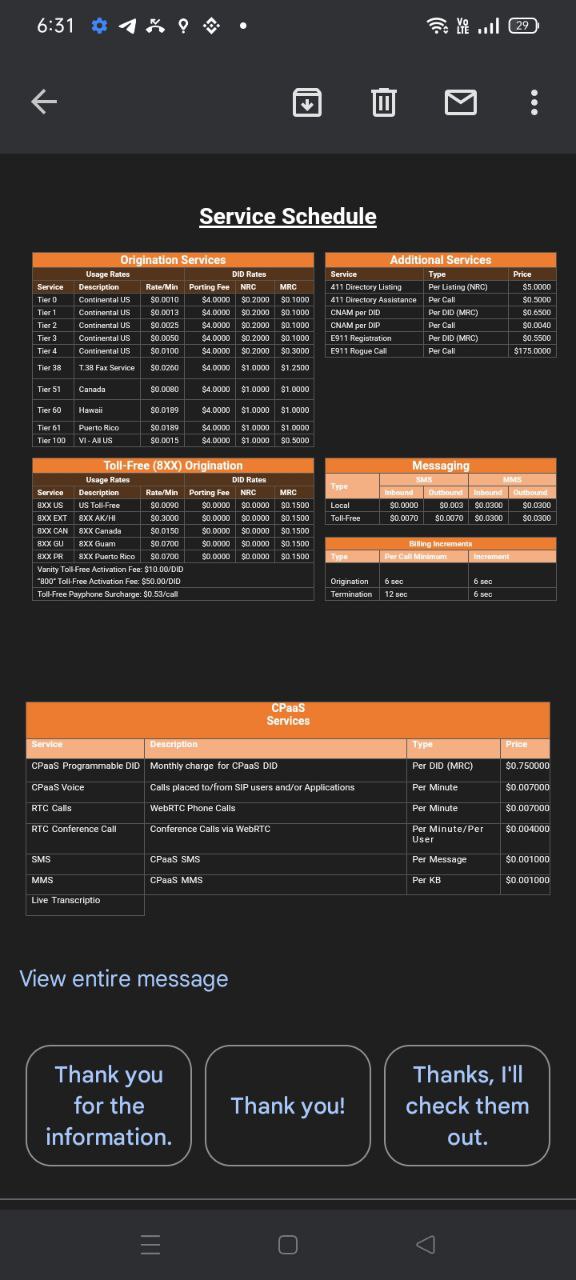 6:31
Vo LTE 29
Service Schedule
Origination Services
Usage Rates DID Rates
Service Description Rate/Min Porting Fee NRC MRC
Tier 0 Continental US $0.0010 $4.0000 $0.2000 $0.1000
Tier 1 Continental US $0.0013 $4.0000 $0.2000 $0.1000
Tier 2 Continental US $0.0025 $4.0000 $0.2000 $0.1000
Tier 3 Continental US $0.0050 $4.0000 $0.2000 $0.1000
Tier 4 Continental US $0.0100 $4.0000 $0.2000 $0.3000
Tier 38 T.38 Fax Service $0.0260 $4.0000 $1.0000 $1.2500
Tier 51 Canada $0.0080 $4.0000 $1.0000 $1.0000
Tier 60 Hawaii $0.0189 $4.0000 $1.0000 $1.0000
Tier 61 Puerto Rico $0.0189 $4.0000 $1.0000 $1.0000
Tier 100 VI - All US $0.0015 $4.0000 $1.0000 $0.5000
Additional Services
Service Type Price
411 Directory Listing Per Listing (NRC) $5.0000
411 Directory Assistance Per Call $0.5000
CNAM per DID Per DID (MRC) $0.6500
CNAM per DIP Per Call $0.0040
E911 Registration Per DID (MRC) $0.5500
E911 Rogue Call Per Call $175.0000
Toll-Free (8XX) Origination
Usage Rates DID Rates
Service Description Rate/Min Porting Fee NRC MRC
8XX US US Toll-Free $0.0090 $0.0000 $0.0000 $0.1500
8XX EXT 8XX AK/HI $0.3000 $0.0000 $0.0000 $0.1500
8XX CAN 8XX Canada $0.0150 $0.0000 $0.0000 $0.1500
8XX GU 8XX Guam $0.0700 $0.0000 $0.0000 $0.1500
8XX PR 8XX Puerto Rico $0.0700 $0.0000 $0.0000 $0.1500
Vanity Toll-Free Activation Fee: $10.00/DID
"800" Toll-Free Activation Fee: $50.00/DID
Toll-Free Payphone Surcharge: $0.53/call
Messaging
SMS MMS
Type
Inbound Outbound Inbound Outbound
Local $0.0000 $0.003 $0.0300 $0.0300
Toll-Free $0.0070 $0.0070 $0.0300 $0.0300
Billing Increments
Type Per Call Minimum Increment
Origination 6 sec 6 sec
Termination 12 sec 6 sec
CPaaS
Services
Service Description Type Price
CPaaS Programmable DID Monthly charge for CPaaS DID Per DID (MRC) $0.750000
CPaaS Voice Calls placed to/from SIP users and/or Applications Per Minute $0.007000
RTC Calls WebRTC Phone Calls Per Minute $0.007000
RTC Conference Call Conference Calls via WebRTC Per Minute/Per $0.004000
User
SMS CPaaS SMS Per Message $0.001000
MMS CPaaS MMS Per KB $0.001000
Live Transcriptio
View entire message
Thank you
for the
information.
Thank you!
Thanks, I'll
check them
out.